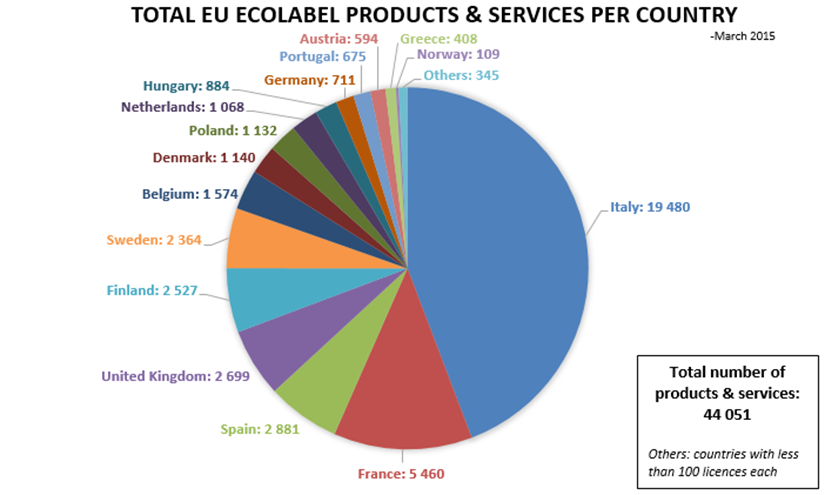 TOTAL EU ECOLABEL PRODUCTS & SERVICES PER COUNTRY
-March 2015
Austria: 594
Greece: 408
Portugal: 675
Norway: 109
Germany: 711
Others: 345
Hungary: 884
Netherlands: 1 068
Poland: 1 132
Denmark: 1 140
Belgium: 1 574
Italy: 19 480
Sweden: 2 364
Finland: 2 527
United Kingdom: 2 699
Spain: 2 881
France: 5 460
Total number of
products & services:
44 051
Others: countries with less
than 100 licences each